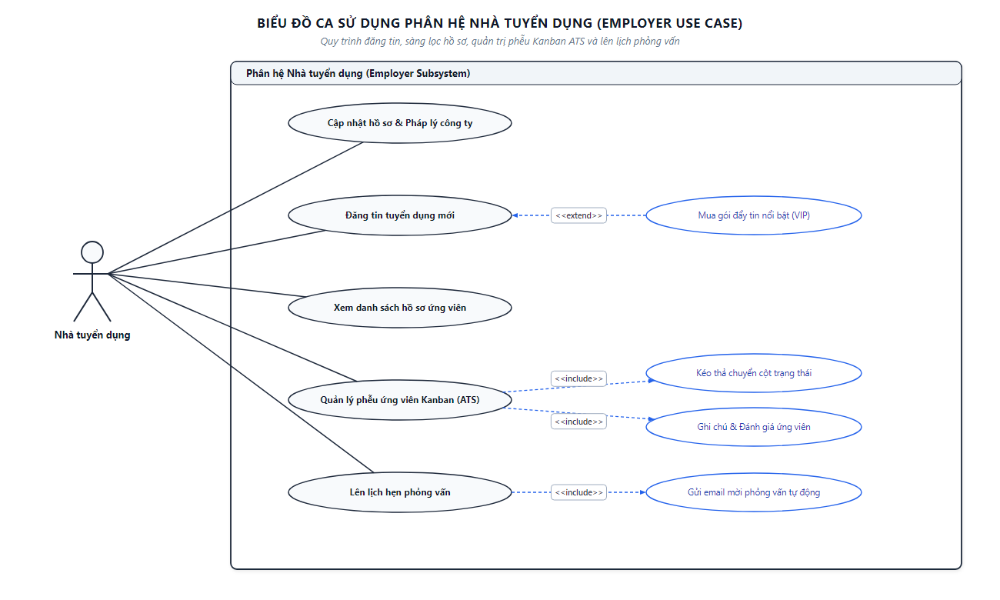 BIỂU ĐỒ CA SỬ DỤNG PHÂN HỆ NHÀ TUYỂN DỤNG (EMPLOYER USE CASE)
Quy trình đăng tin, sàng lọc hồ sơ, quản trị phễu Kanban ATS và lên lịch phỏng vấn
Phân hệ Nhà tuyển dụng (Employer Subsystem)
Cập nhật hồ sơ & Pháp lý công ty
Đăng tin tuyển dụng mới
<<extend>>
Mua gói đẩy tin nổi bật (VIP)
Nhà tuyển dụng
Xem danh sách hồ sơ ứng viên
Quản lý phễu ứng viên Kanban (ATS)
<<include>>
Kéo thả chuyển cột trạng thái
<<include>>
Ghi chú & Đánh giá ứng viên
Lên lịch hẹn phỏng vấn
<<include>>
Gửi email mời phỏng vấn tự động